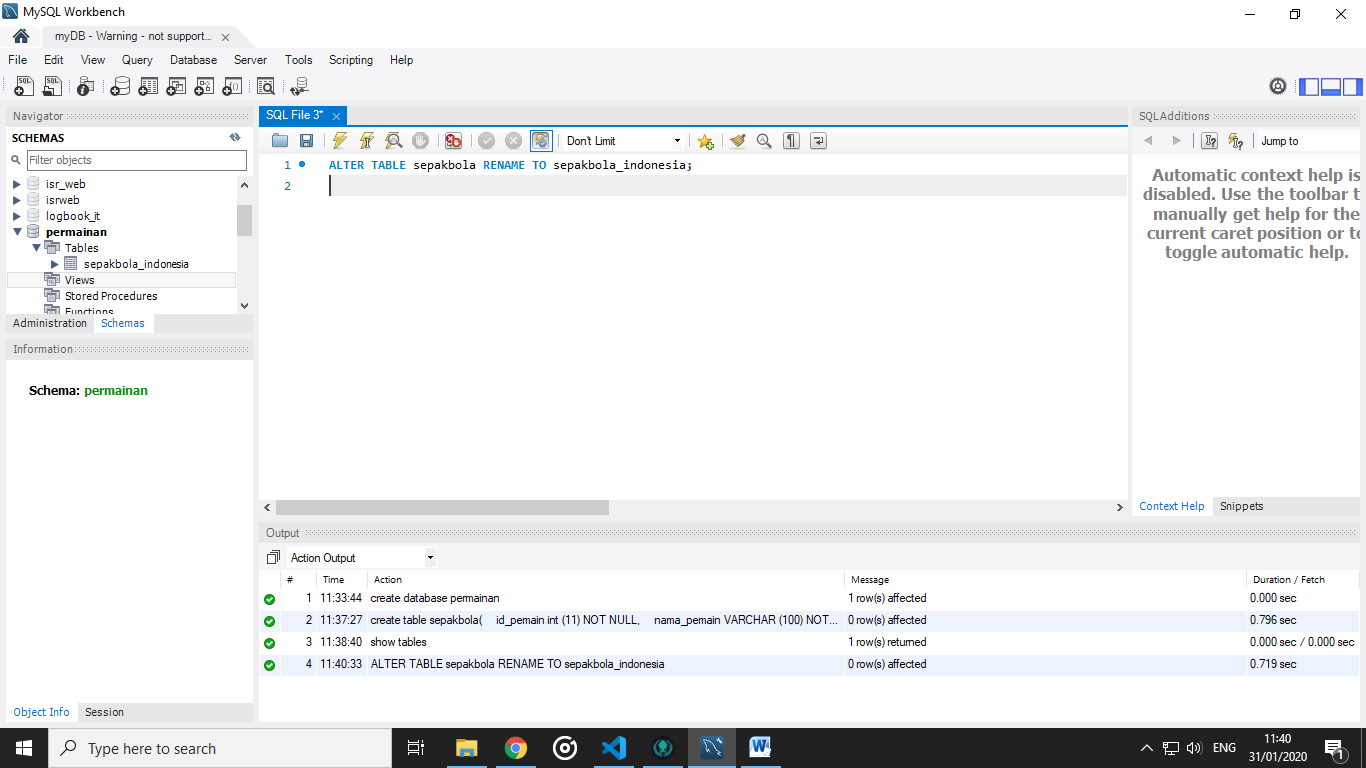 MySQL Workbench
myDB - Warning - not support...
File Edit View Query Database Server Tools Scripting Help
Navigator
SCHEMAS
Filter objects
isr_web
isrweb
logbook_it
permainan
Tables
sepakbola_indonesia
Views
Stored Procedures
Functions
Administration Schemas
Information
Schema: permainan
Object Info Session
SQL File 3*
Don't Limit
1 ALTER TABLE sepakbola RENAME TO sepakbola_indonesia;
2
SQLAdditions
Jump to
Automatic context help is
disabled. Use the toolbar t
manually get help for the
current caret position or to
toggle automatic help.
Context Help Snippets
Output
Action Output
# Time Action Message Duration / Fetch
1 11:33:44 create database permainan 1 row(s) affected 0.000 sec
2 11:37:27 create table sepakbola( id_pemain int (11) NOT NULL, nama_pemain VARCHAR (100) NOT... 0 row(s) affected 0.796 sec
3 11:38:40 show tables 1 row(s) returned 0.000 sec / 0.000 sec
4 11:40:33 ALTER TABLE sepakbola RENAME TO sepakbola_indonesia 0 row(s) affected 0.719 sec
Type here to search
ENG
11:40
31/01/2020
1